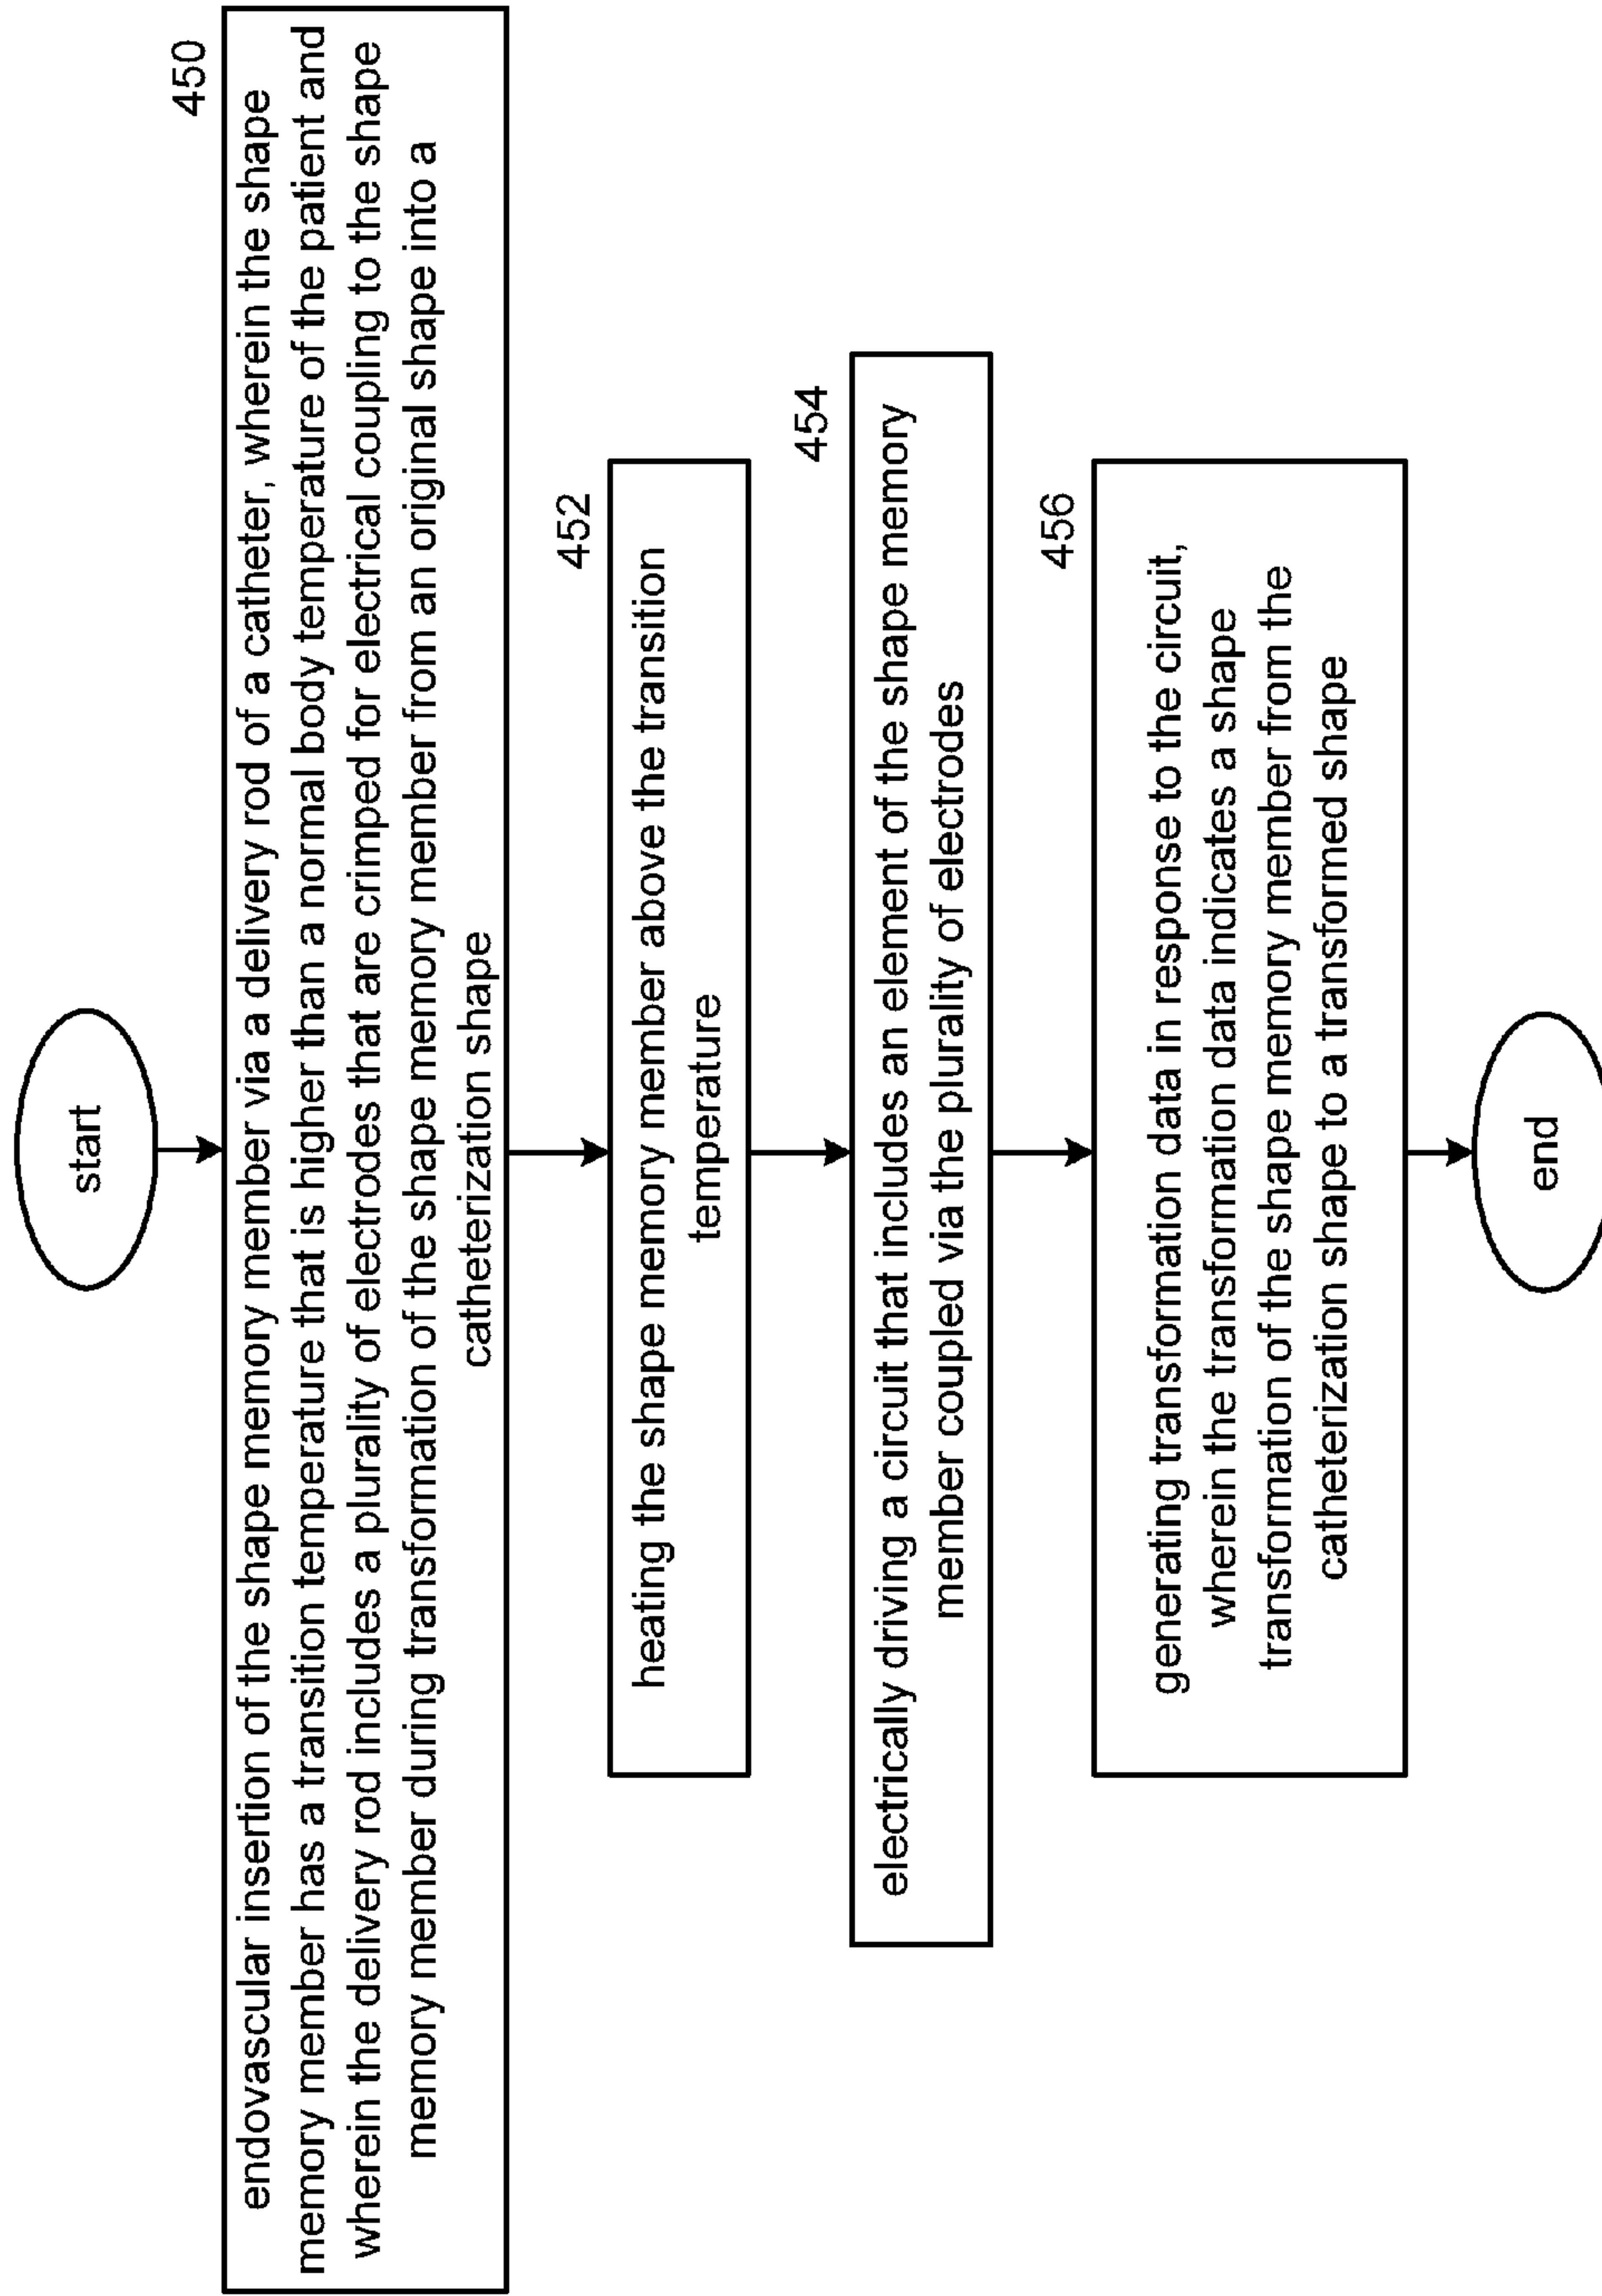 start
450
endovascular insertion of the shape memory member via a delivery rod of a catheter, wherein the shape
memory member has a transition temperature that is higher than a normal body temperature of the patient and
wherein the delivery rod includes a plurality of electrodes that are crimped for electrical coupling to the shape
memory member during transformation of the shape memory member from an original shape into a
catheterization shape
452
heating the shape memory member above the transition
temperature
454
electrically driving a circuit that includes an element of the shape memory
member coupled via the plurality of electrodes
456
generating transformation data in response to the circuit,
wherein the transformation data indicates a shape
transformation of the shape memory member from the
catheterization shape to a transformed shape
end